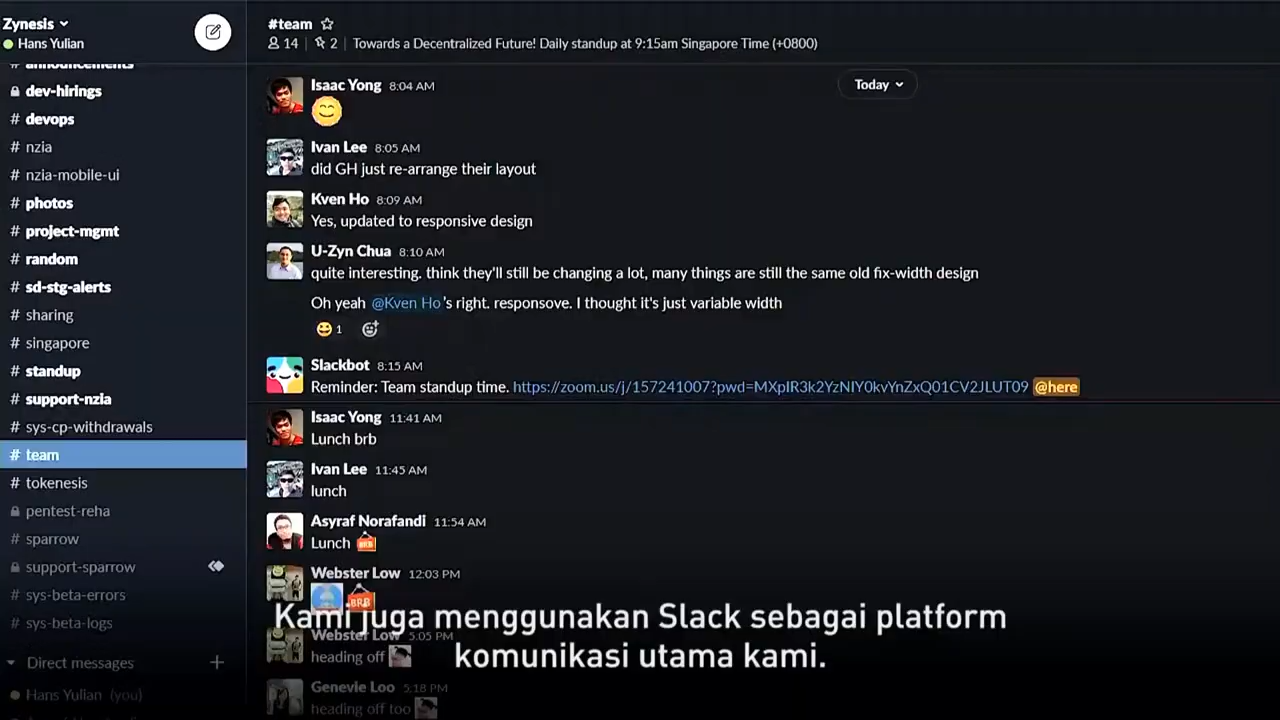 Zynesis
Hans Yulian
# announcements
dev-hirings
# devops
# nzia
# nzia-mobile-ui
# photos
# project-mgmt
# random
# sd-stg-alerts
# sharing
# singapore
# standup
# support-nzia
# sys-cp-withdrawals
# team
# tokenesis
pentest-reha
# sparrow
support-sparrow
# sys-beta-errors
# sys-beta-logs
Direct messages +
Hans Yulian (you)
#team
14 | 2 | Towards a Decentralized Future! Daily standup at 9:15am Singapore Time (+0800)
Today
Isaac Yong 8:04 AM
Ivan Lee 8:05 AM
did GH just re-arrange their layout
Kven Ho 8:09 AM
Yes, updated to responsive design
U-Zyn Chua 8:10 AM
quite interesting. think they'll still be changing a lot, many things are still the same old fix-width design
Oh yeah @Kven Ho's right. responsove. I thought it's just variable width
1
Slackbot 8:15 AM
Reminder: Team standup time. https://zoom.us/j/157241007?pwd=MXpIR3k2YzNIY0kvYnZxQ01CV2JLUT09 @here
Isaac Yong 11:41 AM
Lunch brb
Ivan Lee 11:45 AM
lunch
Asyraf Norafandi 11:54 AM
Lunch BRB
Webster Low 12:03 PM
BRB
Webster Low 5:05 PM
heading off
Genevie Loo 5:18 PM
heading off too
Kami juga menggunakan Slack sebagai platform
komunikasi utama kami.